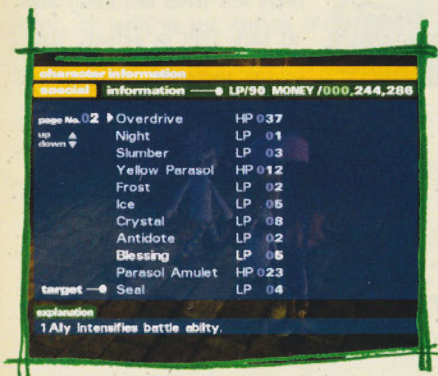 character information
special information LP/90 MONEY/000,244,286
page No. 02 Overdrive HP 037
up Night LP 01
down Slumber LP 03
Yellow Parasol HP 012
Frost LP 02
Ice LP 05
Crystal LP 08
Antidote LP 02
Blessing LP 05
Parasol Amulet HP 023
target Seal LP 04
explanation
1 Aly intensifies battle abilty.